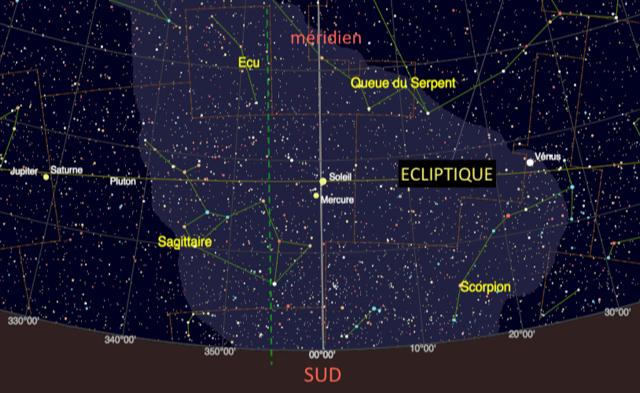 méridien
Ecu
Queue du Serpent
Vénus
Jupiter
Saturne
Pluton
Soleil
ECLIPTIQUE
Mercure
Sagittaire
Scorpion
330°00'
340°00'
350°00'
00°00'
10°00'
20°00'
30°00'
SUD